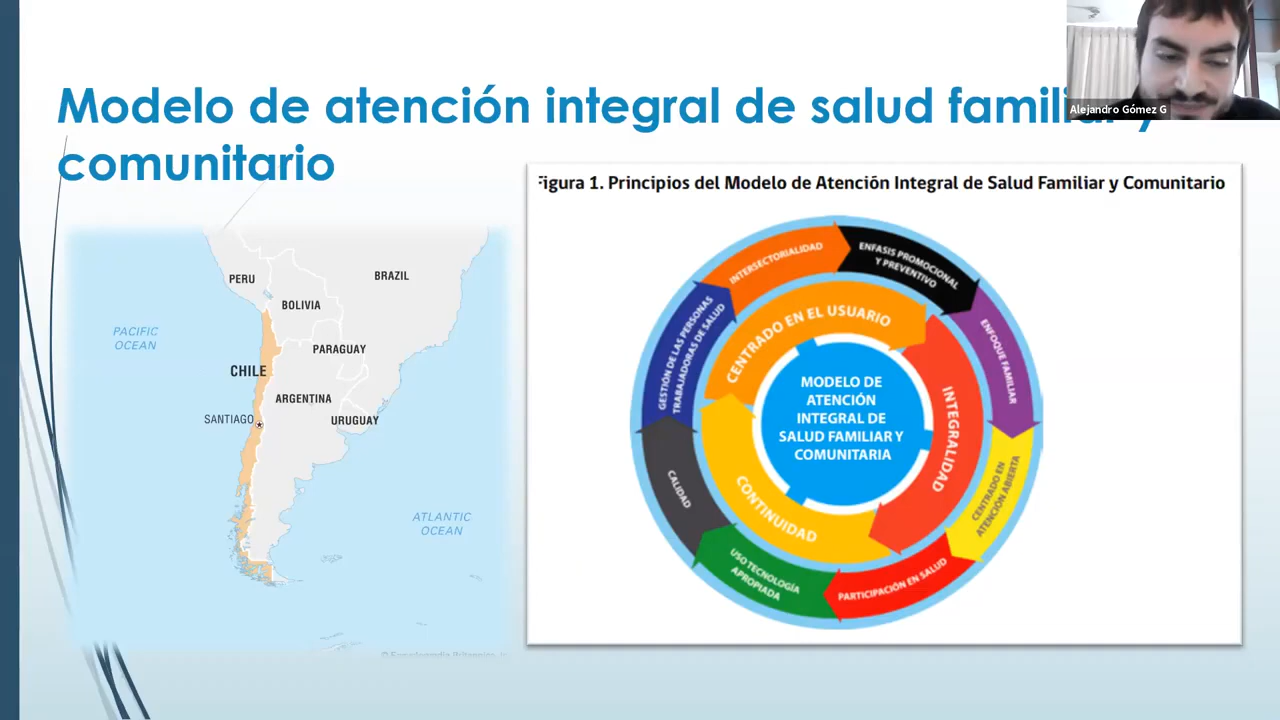 Modelo de atención integral de salud familiar y
comunitario
Alejandro Gómez G
Figura 1. Principios del Modelo de Atención Integral de Salud Familiar y Comunitario
PERU
BRAZIL
BOLIVIA
PACIFIC
OCEAN
PARAGUAY
CHILE
ARGENTINA
SANTIAGO
URUGUAY
ATLANTIC
OCEAN
INTERSECTORIALIDAD
ENFASIS PROMOCIONAL
Y PREVENTIVO
ENFOQUE FAMILIAR
CENTRADO EN
ATENCIÓN ABIERTA
PARTICIPACIÓN EN SALUD
USO TECNOLOGÍA
APROPIADA
CALIDAD
GESTIÓN DE LAS PERSONAS
TRABAJADORAS DE SALUD
CENTRADO EN EL USUARIO
INTEGRALIDAD
CONTINUIDAD
MODELO DE
ATENCIÓN
INTEGRAL DE
SALUD FAMILIAR Y
COMUNITARIA